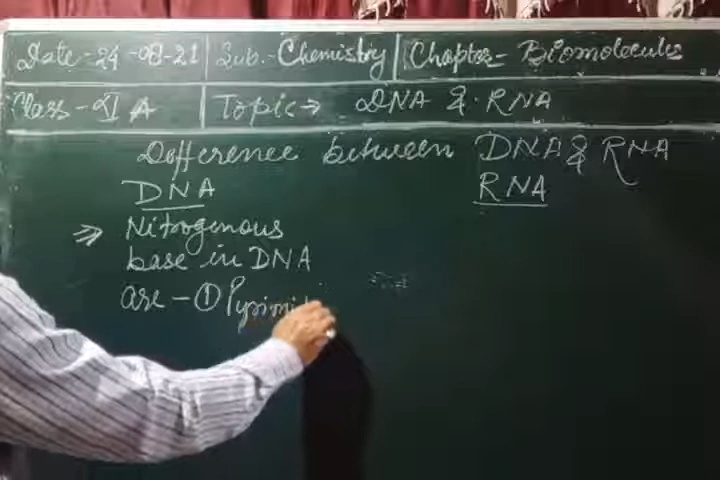 Date-24-08-21 Sub.-Chemistry Chapter- Biomolecules
Class-XI A Topic→ DNA & RNA
Difference between DNA & RNA
DNA RNA
⇒ Nitrogenous
base in DNA
are - ① Pyrimi